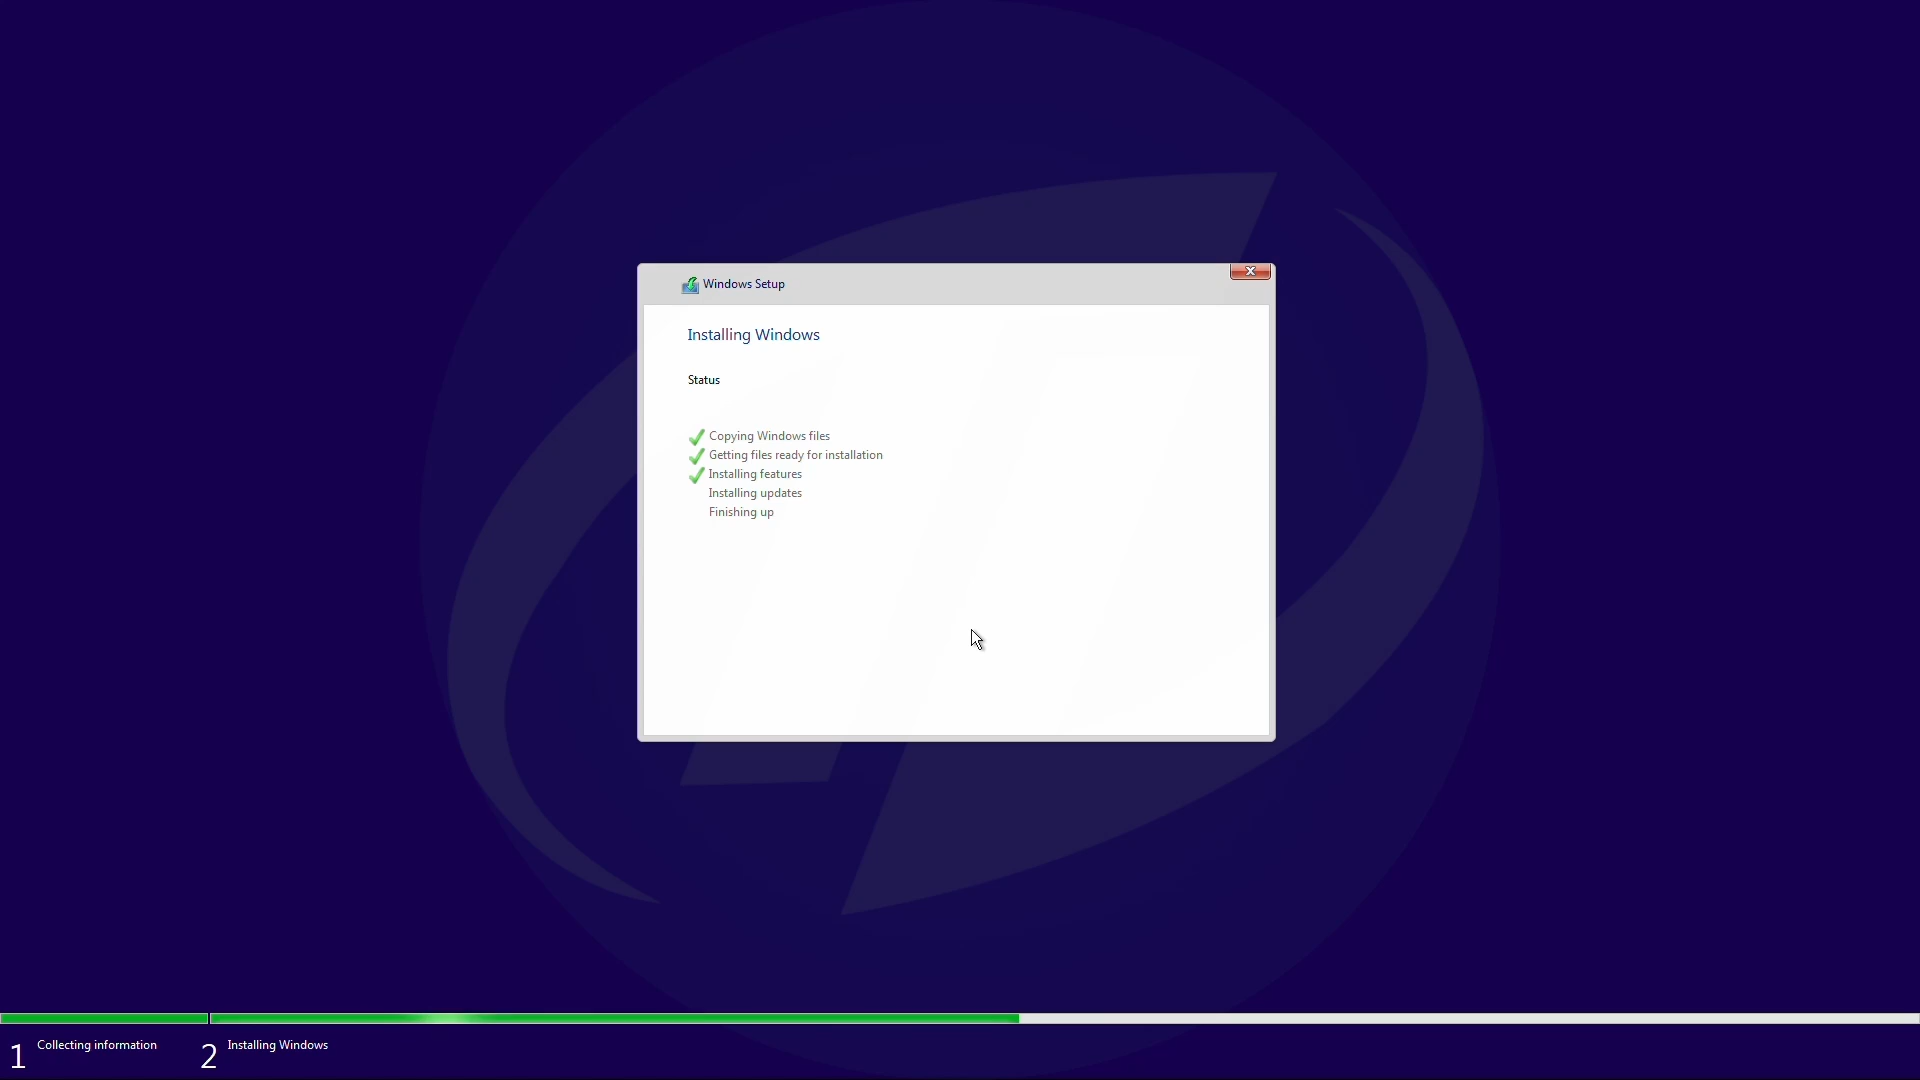 Windows Setup
Installing Windows
Status
Copying Windows files
Getting files ready for installation
Installing features
Installing updates
Finishing up
1 Collecting information
2 Installing Windows